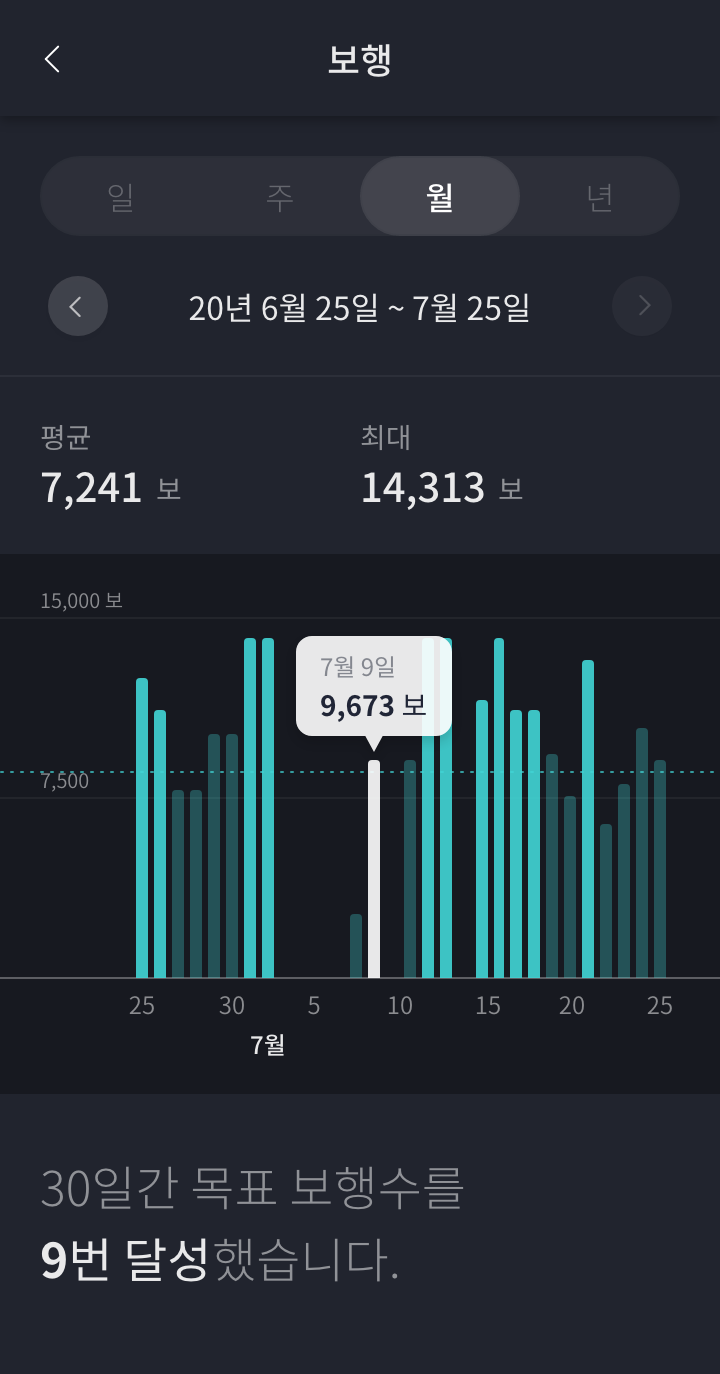 보행
일 주 월 년
20년 6월 25일 ~ 7월 25일
평균 최대
7,241 보 14,313 보
15,000 보
7월 9일
9,673 보
7,500
25 30 5 10 15 20 25
7월
30일간 목표 보행수를
9번 달성했습니다.